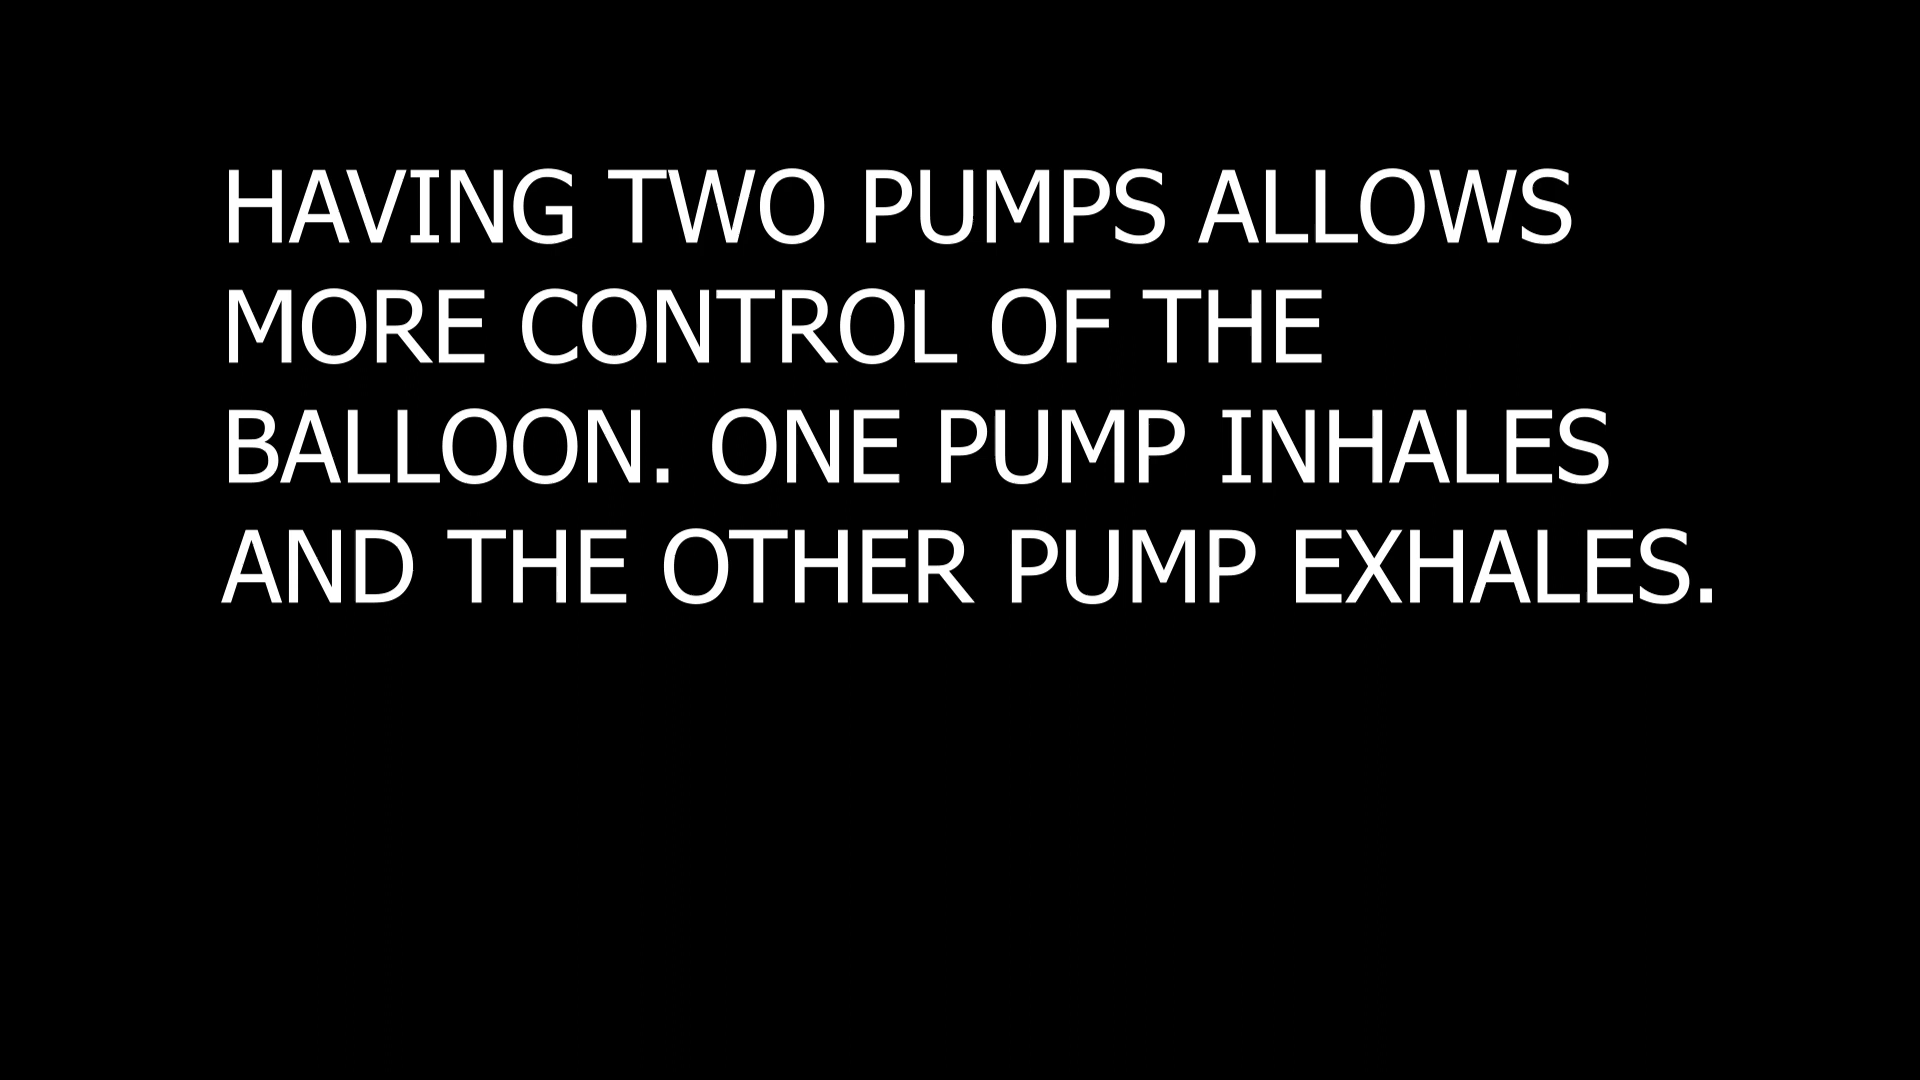 HAVING TWO PUMPS ALLOWS
MORE CONTROL OF THE
BALLOON. ONE PUMP INHALES
AND THE OTHER PUMP EXHALES.